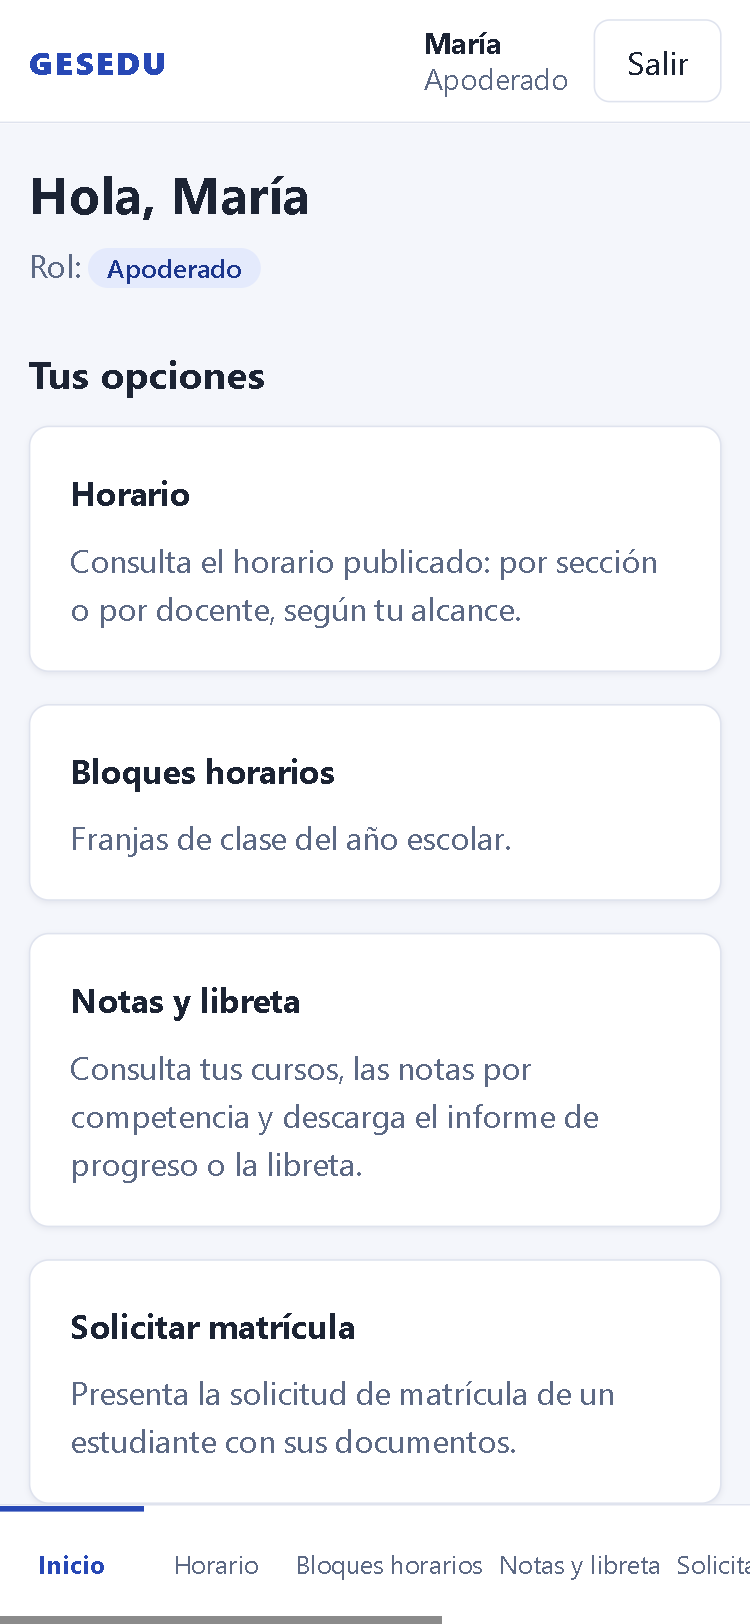 GESEDU
María
Apoderado
Salir
Hola, María
Rol: Apoderado
Tus opciones
Horario
Consulta el horario publicado: por sección
o por docente, según tu alcance.
Bloques horarios
Franjas de clase del año escolar.
Notas y libreta
Consulta tus cursos, las notas por
competencia y descarga el informe de
progreso o la libreta.
Solicitar matrícula
Presenta la solicitud de matrícula de un
estudiante con sus documentos.
Inicio Horario Bloques horarios Notas y libreta Solicita